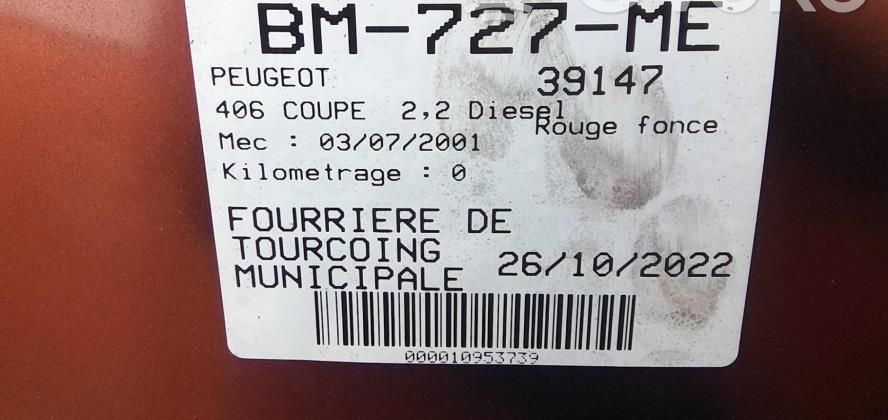 BM-727-ME
PEUGEOT 39147
406 COUPE 2,2 Diesel
Rouge fonce
Mec : 03/07/2001
Kilometrage : 0
FOURRIERE DE
TOURCOING
MUNICIPALE 26/10/2022
000010953739